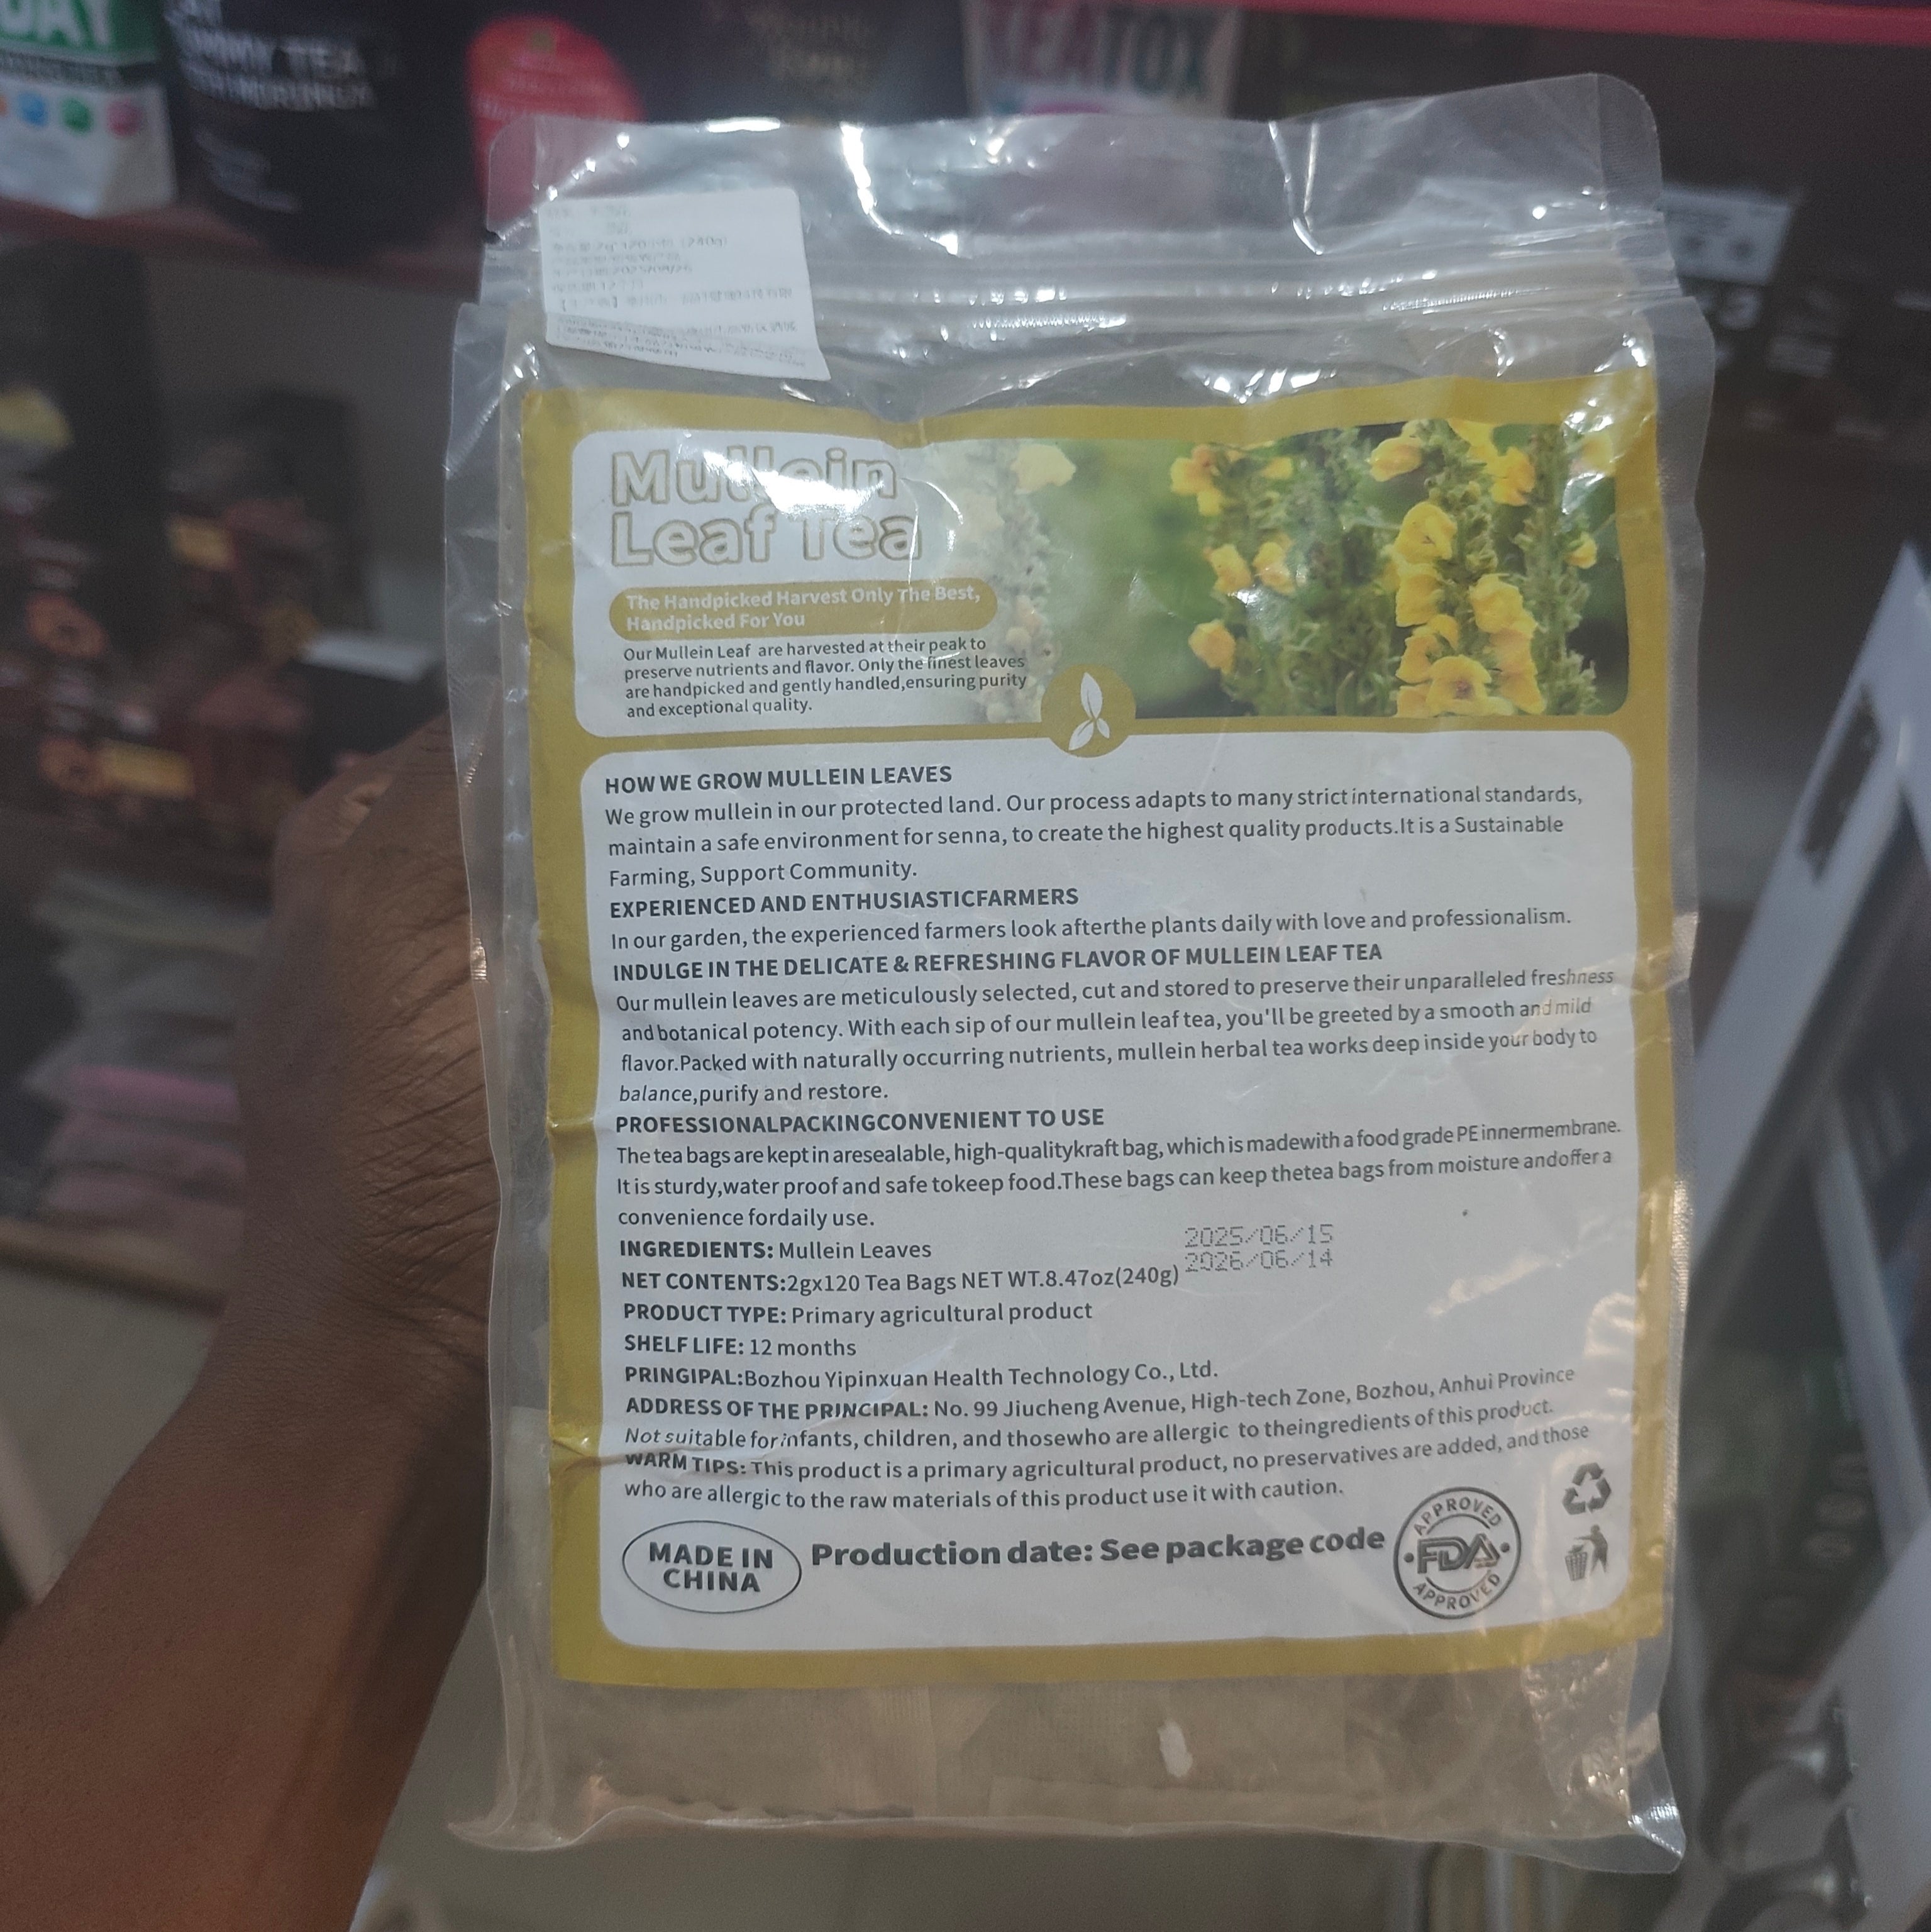 DAY
TEA
TEATOX
(240g)
Mullein
Leaf Tea
The Handpicked Harvest Only The Best,
Handpicked For You
Our Mullein Leaf are harvested at their peak to
preserve nutrients and flavor. Only the finest leaves
are handpicked and gently handled,ensuring purity
and exceptional quality.
HOW WE GROW MULLEIN LEAVES
We grow mullein in our protected land. Our process adapts to many strict international standards,
maintain a safe environment for senna, to create the highest quality products.It is a Sustainable
Farming, Support Community.
EXPERIENCED AND ENTHUSIASTICFARMERS
In our garden, the experienced farmers look afterthe plants daily with love and professionalism.
INDULGE IN THE DELICATE & REFRESHING FLAVOR OF MULLEIN LEAF TEA
Our mullein leaves are meticulously selected, cut and stored to preserve their unparalleled freshness
and botanical potency. With each sip of our mullein leaf tea, you'll be greeted by a smooth and mild
flavor.Packed with naturally occurring nutrients, mullein herbal tea works deep inside your body to
balance,purify and restore.
PROFESSIONALPACKINGCONVENIENT TO USE
The tea bags are kept in aresealable, high-qualitykraft bag, which is madewith a food grade PE innermembrane.
It is sturdy,water proof and safe tokeep food.These bags can keep thetea bags from moisture andoffer a
convenience fordaily use.
2025/06/15
2026/06/14
INGREDIENTS: Mullein Leaves
NET CONTENTS:2gx120 Tea Bags NET WT.8.47oz(240g)
PRODUCT TYPE: Primary agricultural product
SHELF LIFE: 12 months
PRINGIPAL:Bozhou Yipinxuan Health Technology Co., Ltd.
ADDRESS OF THE PRINCIPAL: No. 99 Jiucheng Avenue, High-tech Zone, Bozhou, Anhui Province
Not suitable for infants, children, and thosewho are allergic to theingredients of this product.
WARM TIPS: This product is a primary agricultural product, no preservatives are added, and those
who are allergic to the raw materials of this product use it with caution.
MADE IN
CHINA
Production date: See package code
APPROVED
FDA
APPROVED